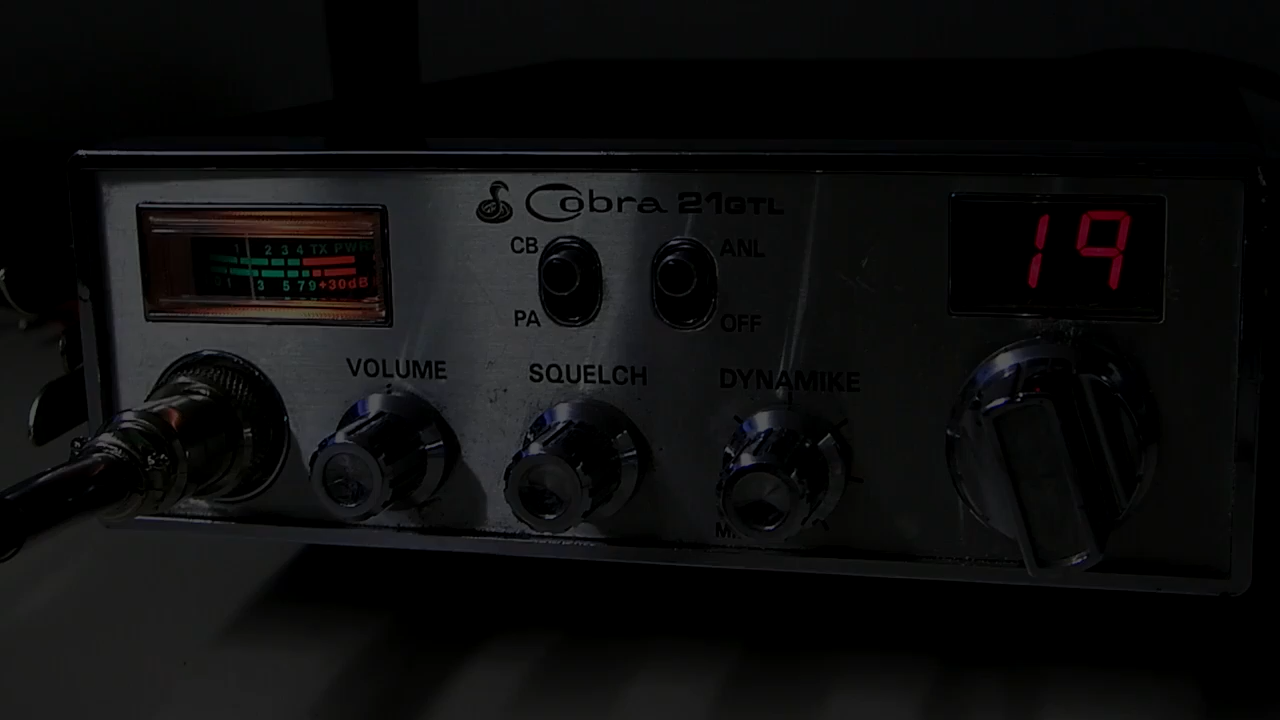 Cobra 21GTL
CB
ANL
PA
OFF
1 2 3 4 TX PWR
1 3 5 7 9 +30dB
19
VOLUME
SQUELCH
DYNAMIKE